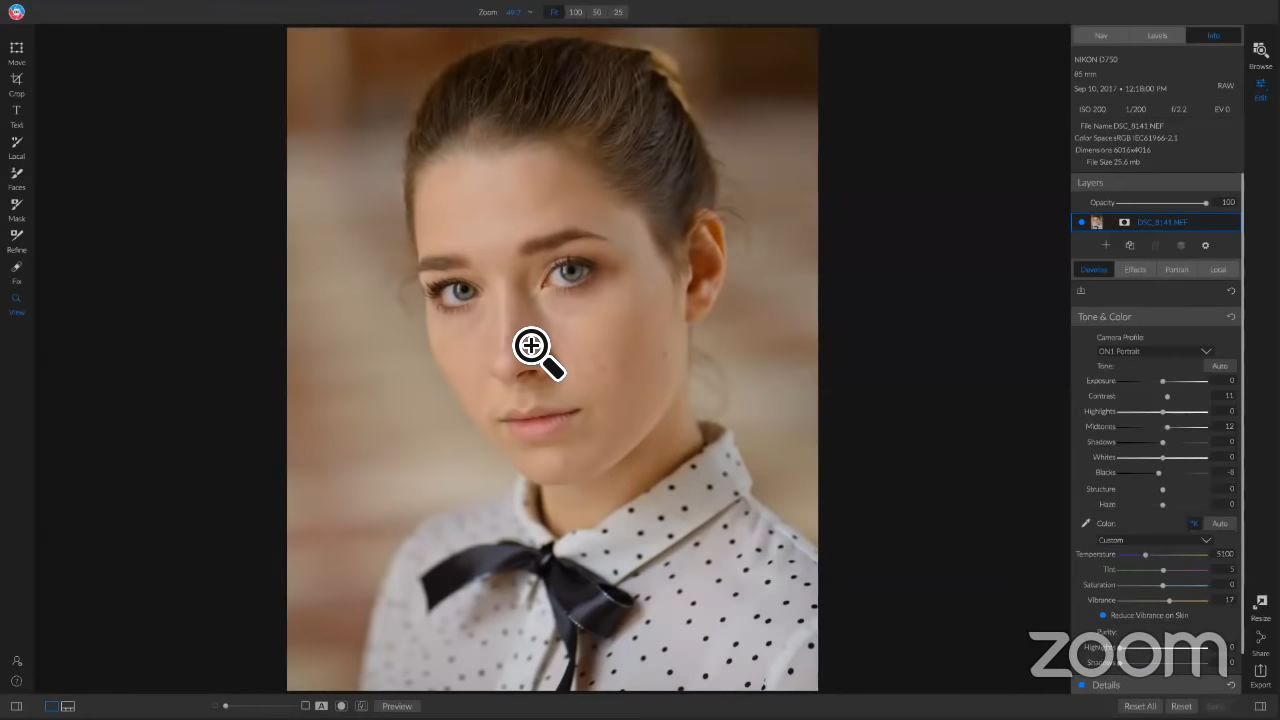 Zoom 49.7 Fit 100 50 25
Move
Crop
Text
Local
Faces
Mask
Refine
Fix
View
Nav Levels Info
NIKON D750
85 mm
Sep 10, 2017 • 12:18:00 PM RAW
ISO 200 1/200 f/2.2 EV 0
File Name DSC_8141.NEF
Color Space sRGB IEC61966-2.1
Dimensions 6016x4016
File Size 25.6 mb
Layers
Opacity 100
DSC_8141.NEF
Develop Effects Portrait Local
Tone & Color
Camera Profile:
ON1 Portrait
Tone: Auto
Exposure 0
Contrast 11
Highlights 0
Midtones 12
Shadows 0
Whites 0
Blacks -8
Structure 0
Haze 0
Color: °K Auto
Custom
Temperature 5100
Tint 5
Saturation 0
Vibrance 17
Reduce Vibrance on Skin
Purity:
Highlights
Shadows 0
Details
Browse
Edit
Resize
Share
Export
zoom
A Preview
Reset All Reset